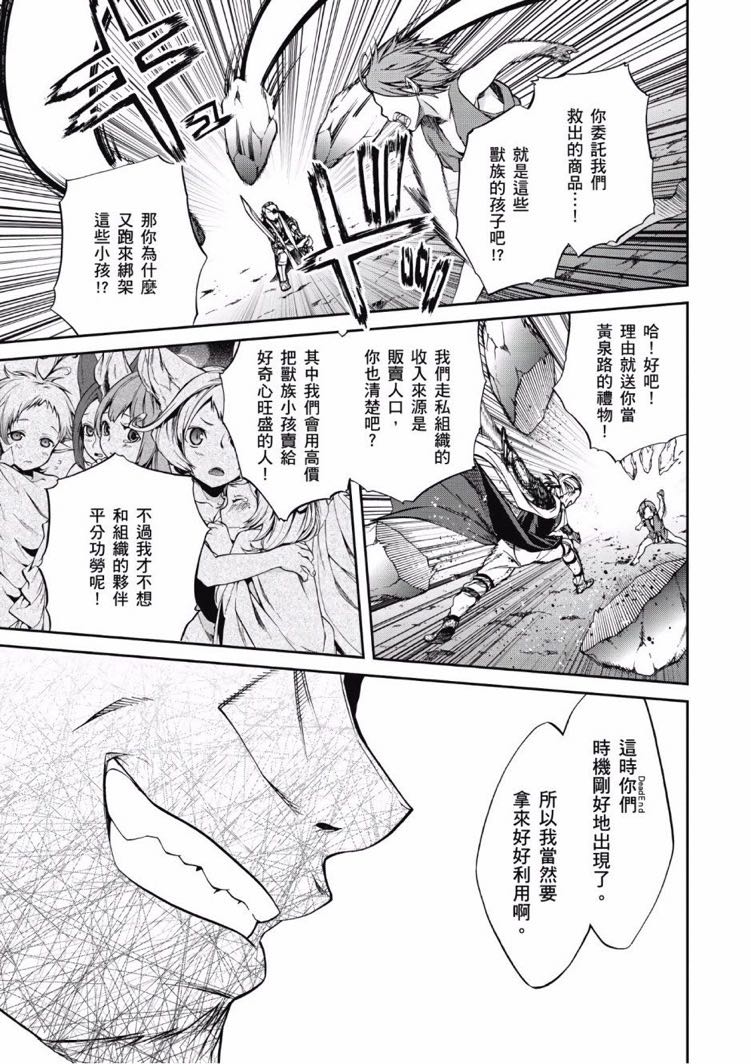 你委託我們
救出的商品⋯!
就是這些
獸族的孩子吧!?
那你為什麼
又跑來綁架
這些小孩!?
哈!好吧!
理由就送你當
黃泉路的禮物!
我們走私組織的
收入來源是
販賣人口,
你也清楚吧?
其中我們會用高價
把獸族小孩賣給
好奇心旺盛的人!
不過我才不想
和組織的夥伴
平分功勞呢!
這時你們
DeadEnd
時機剛好地出現了。
所以我當然要
拿來好好利用啊。